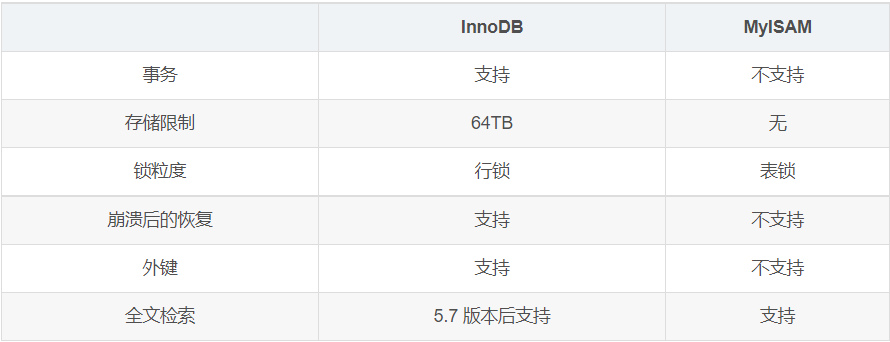 InnoDB MyISAM
事务 支持 不支持
存储限制 64TB 无
锁粒度 行锁 表锁
崩溃后的恢复 支持 不支持
外键 支持 不支持
全文检索 5.7 版本后支持 支持